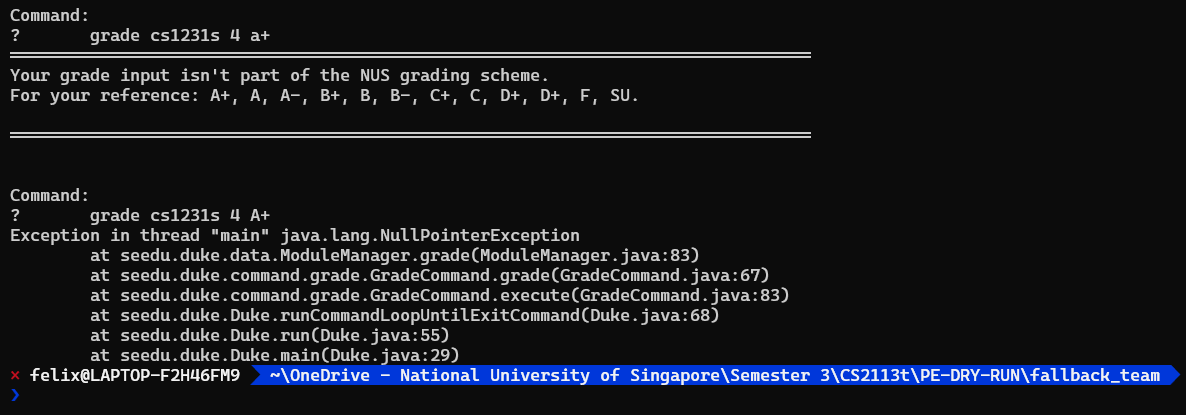 Command:
?       grade cs1231s 4 a+
Your grade input isn't part of the NUS grading scheme.
For your reference: A+, A, A-, B+, B, B-, C+, C, D+, D+, F, SU.
Command:
?       grade cs1231s 4 A+
Exception in thread "main" java.lang.NullPointerException
        at seedu.duke.data.ModuleManager.grade(ModuleManager.java:83)
        at seedu.duke.command.grade.GradeCommand.grade(GradeCommand.java:67)
        at seedu.duke.command.grade.GradeCommand.execute(GradeCommand.java:83)
        at seedu.duke.Duke.runCommandLoopUntilExitCommand(Duke.java:68)
        at seedu.duke.Duke.run(Duke.java:55)
        at seedu.duke.Duke.main(Duke.java:29)
× felix@LAPTOP-F2H46FM9 ~\OneDrive - National University of Singapore\Semester 3\CS2113t\PE-DRY-RUN\fallback_team
❯